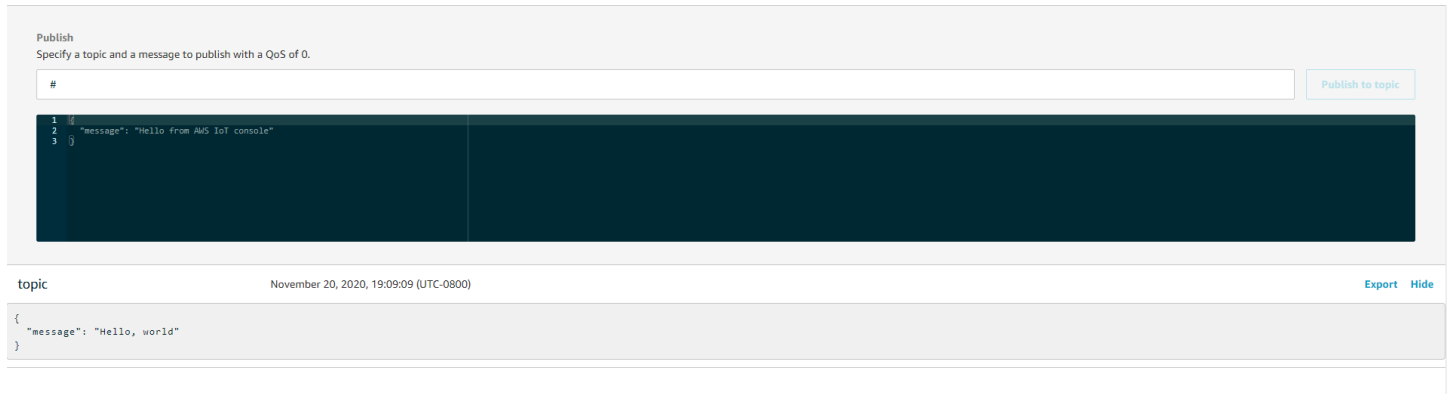 Publish
Specify a topic and a message to publish with a QoS of 0.
#
Publish to topic
1 {
2 "message": "Hello from AWS IoT console"
3 }
topic November 20, 2020, 19:09:09 (UTC-0800) Export Hide
{
"message": "Hello, world"
}